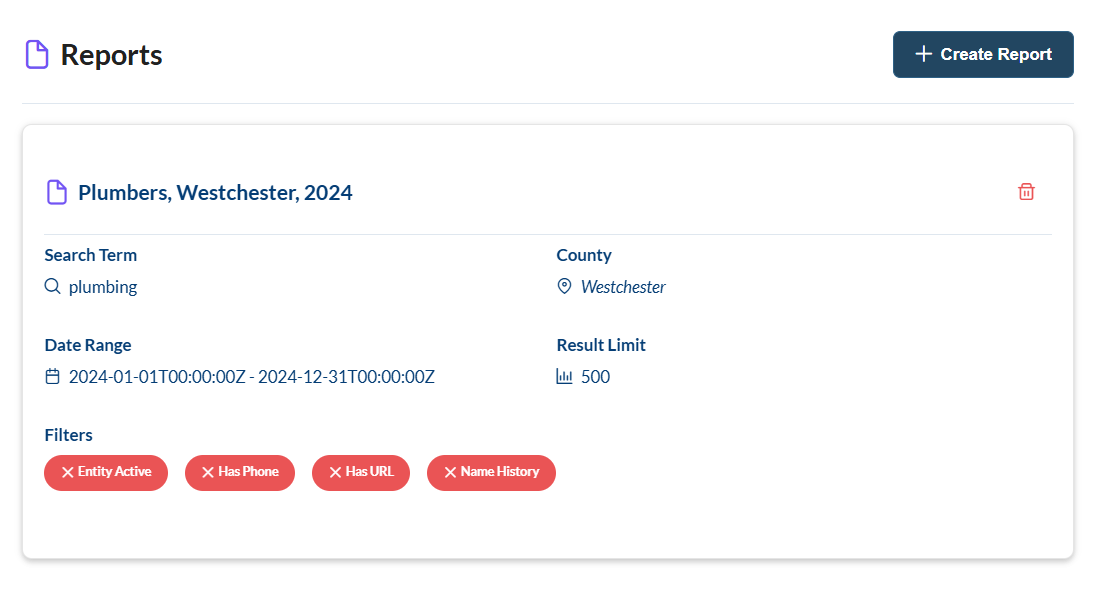 Reports
Create Report
Plumbers, Westchester, 2024
Search Term
County
plumbing
Westchester
Date Range
Result Limit
2024-01-01T00:00:00Z - 2024-12-31T00:00:00Z
500
Filters
Entity Active
Has Phone
Has URL
Name History